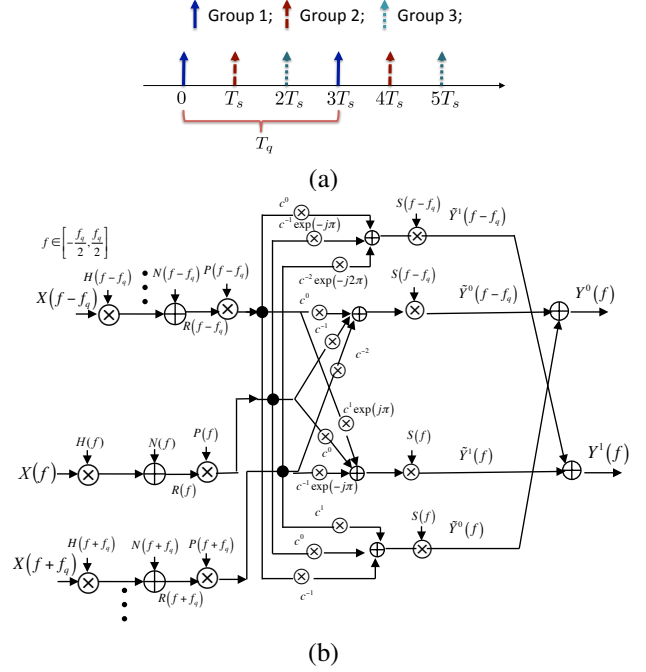 Group 1; Group 2; Group 3;
0 T_s 2T_s 3T_s 4T_s 5T_s
T_q
(a)
f∈[-f_q/2, f_q/2]
c^0
c^{-1}exp(-jπ)
S(f-f_q) Ỹ^1(f-f_q)
H(f-f_q) N(f-f_q) P(f-f_q)
c^{-2}exp(-j2π)
X(f-f_q)
R(f-f_q)
c^0
S(f-f_q)
Ỹ^0(f-f_q) Y^0(f)
c^{-1}
c^{-2}
c^1exp(jπ)
H(f) N(f) P(f)
c^0
S(f)
Ỹ^1(f) Y^1(f)
X(f)
R(f)
c^{-1}exp(-jπ)
c^1
S(f)
Ỹ^0(f)
H(f+f_q) N(f+f_q) P(f+f_q)
c^0
X(f+f_q)
R(f+f_q)
c^{-1}
(b)